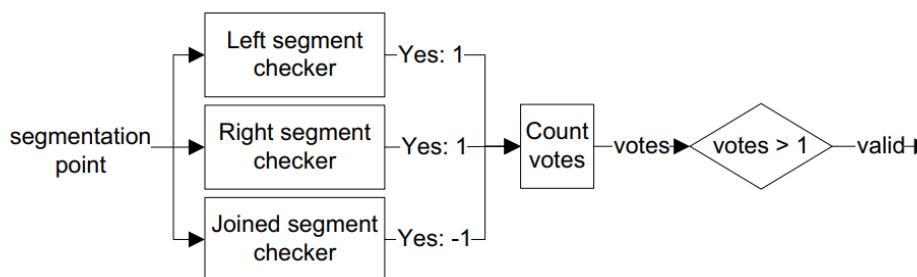 Left segment
checker
Yes: 1
segmentation
point
Right segment
checker
Yes: 1
Count
votes
votes
votes > 1
valid
Joined segment
checker
Yes: -1